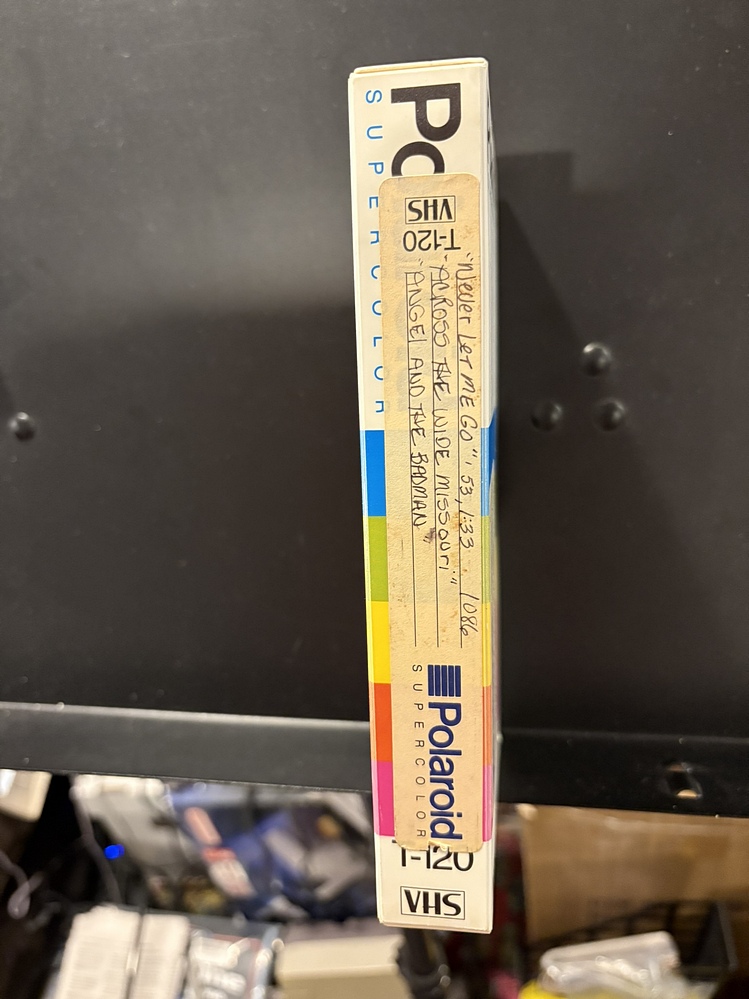 Po
SUPERCOLOR
VHS
T-120
"Never Let Me Go", '53, 1:33 1086
"ACROSS THE WIDE MISSOURI"
"ANGEL AND THE BADMAN"
Polaroid
SUPERCOLOR
T-120
VHS